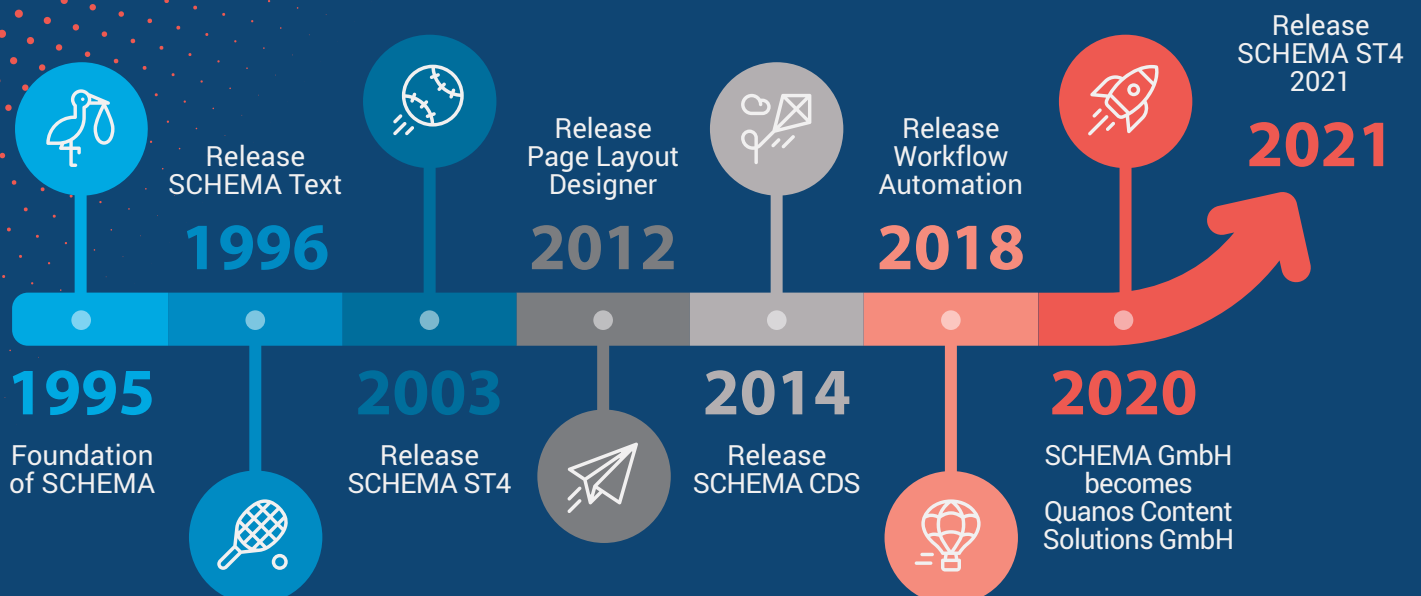 1995
Foundation
of SCHEMA
Release
SCHEMA Text
1996
2003
Release
SCHEMA ST4
Release
Page Layout
Designer
2012
2014
Release
SCHEMA CDS
Release
Workflow
Automation
2018
2020
SCHEMA GmbH
becomes
Quanos Content
Solutions GmbH
Release
SCHEMA ST4
2021
2021